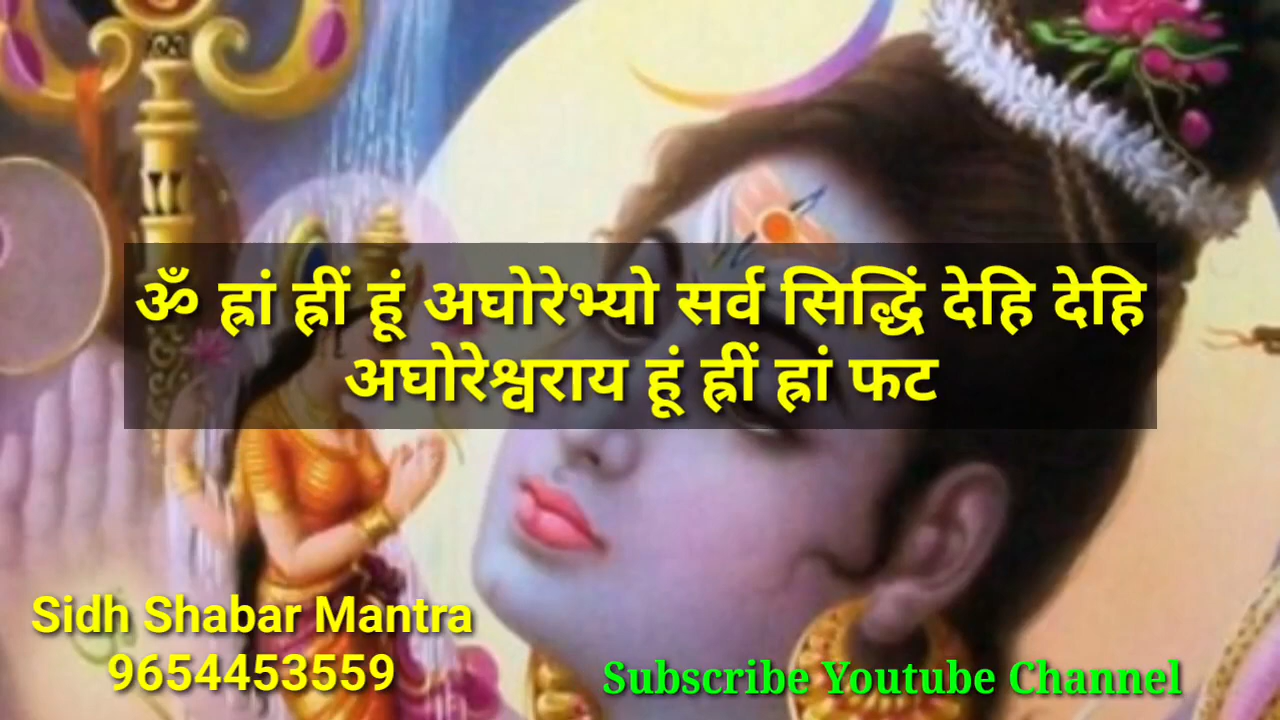 ॐ ह्रां ह्रीं हूं अघोरेभ्यो सर्व सिद्धिं देहि देहि
अघोरेश्वराय हूं ह्रीं ह्रां फट
Sidh Shabar Mantra
9654453559
Subscribe Youtube Channel